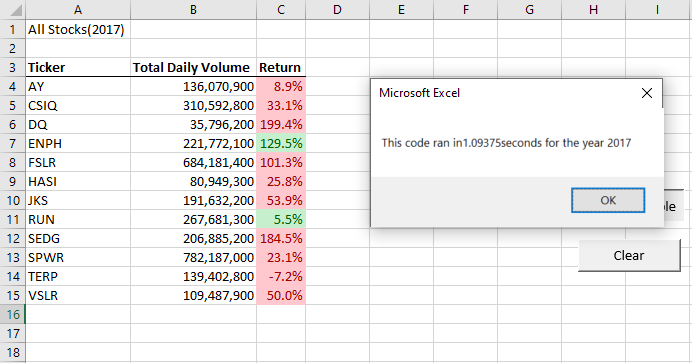 A B C D E F G H I
1 All Stocks(2017)
2
3 Ticker Total Daily Volume Return
4 AY 136,070,900 8.9%
5 CSIQ 310,592,800 33.1%
6 DQ 35,796,200 199.4%
7 ENPH 221,772,100 129.5%
8 FSLR 684,181,400 101.3%
9 HASI 80,949,300 25.8%
10 JKS 191,632,200 53.9%
11 RUN 267,681,300 5.5%
12 SEDG 206,885,200 184.5%
13 SPWR 782,187,000 23.1%
14 TERP 139,402,800 -7.2%
15 VSLR 109,487,900 50.0%
16
17
18
Microsoft Excel
This code ran in1.09375seconds for the year 2017
OK
Clear